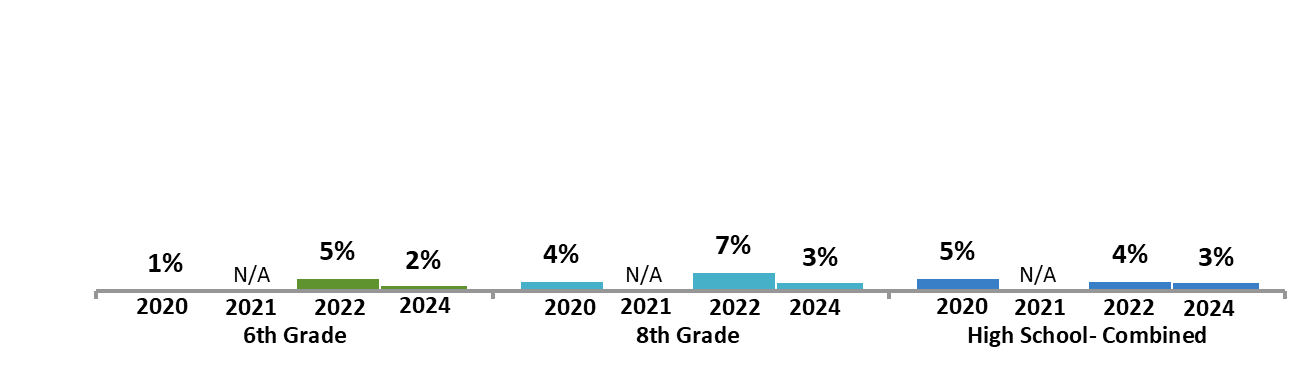 1% N/A 5% 2% 4% N/A 7% 3% 5% N/A 4% 3%
2020 2021 2022 2024 2020 2021 2022 2024 2020 2021 2022 2024
6th Grade 8th Grade High School- Combined